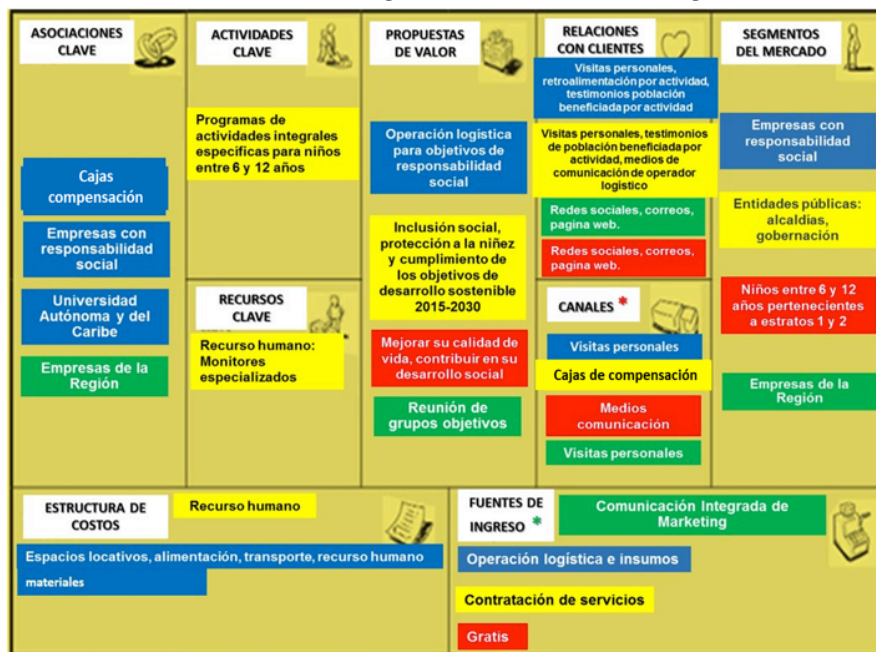 ASOCIACIONES
CLAVE
Cajas
compensación
Empresas con
responsabilidad
social
Universidad
Autónoma y del
Caribe
Empresas de la
Región
ACTIVIDADES
CLAVE
Programas de
actividades integrales
específicas para niños
entre 6 y 12 años
RECURSOS
CLAVE
Recurso humano:
Monitores
especializados
PROPUESTAS
DE VALOR
Operación logistica
para objetivos de
responsabilidad
social
Inclusión social,
protección a la niñez
y cumplimiento de
los objetivos de
desarrollo sostenible
2015-2030
Mejorar su calidad de
vida, contribuir en su
desarrollo social
Reunión de
grupos objetivos
RELACIONES
CON CLIENTES
Visitas personales,
retroalimentación por actividad,
testimonios población
beneficiada por actividad
Visitas personales, testimonios
de población beneficiada por
actividad, medios de
comunicación de operador
logístico
Redes sociales, correos,
pagina web.
Redes sociales, correos,
pagina web.
CANALES *
Visitas personales
Cajas de compensación
Medios
comunicación
Visitas personales
SEGMENTOS
DEL MERCADO
Empresas con
responsabilidad
social
Entidades públicas:
alcaldías,
gobernación
Niños entre 6 y 12
años pertenecientes
a estratos 1 y 2
Empresas de la
Región
ESTRUCTURA DE
COSTOS
Recurso humano
Espacios locativos, alimentación, transporte, recurso humano
materiales
FUENTES DE
INGRESO *
Comunicación Integrada de
Marketing
Operación logística e insumos
Contratación de servicios
Gratis